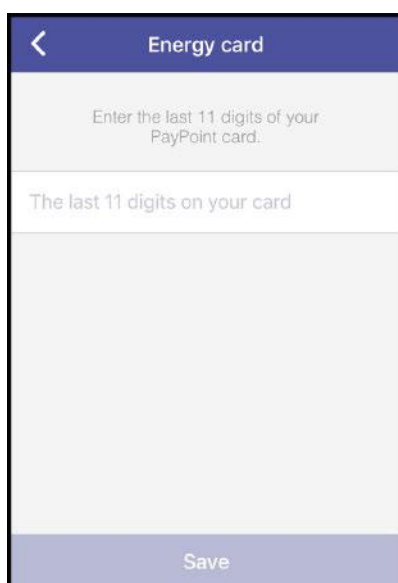 Energy card
Enter the last 11 digits of your
PayPoint card.
The last 11 digits on your card
Save